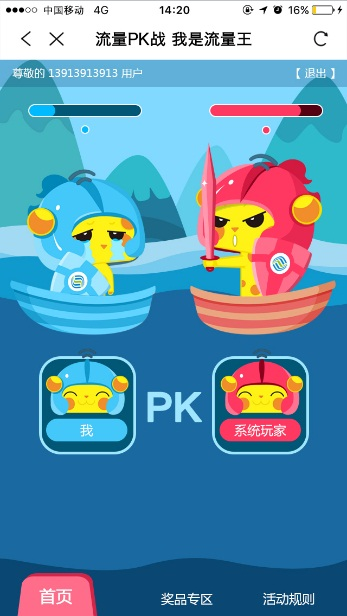 中国移动 4G 14:20 16%
流量PK战 我是流量王
尊敬的 13913913913 用户 【 退出 】
PK
我 系统玩家
首页 奖品专区 活动规则